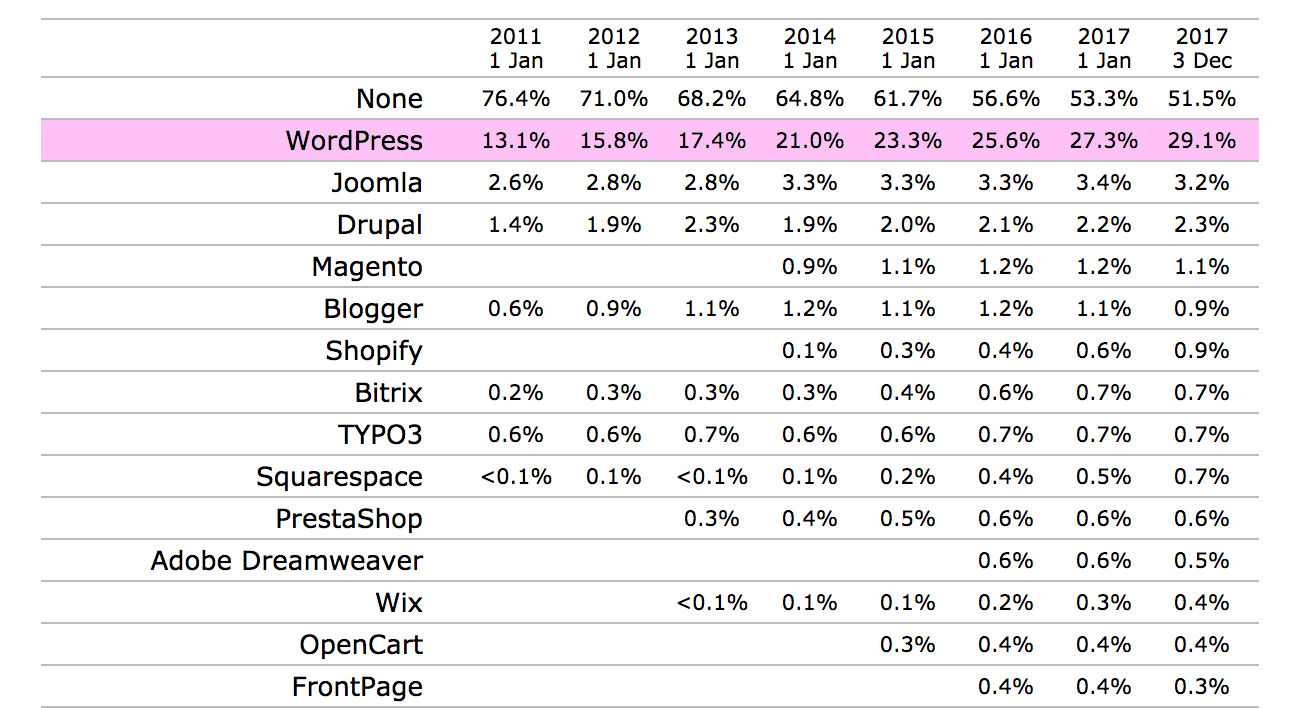 2011 2012 2013 2014 2015 2016 2017 2017
1 Jan 1 Jan 1 Jan 1 Jan 1 Jan 1 Jan 1 Jan 3 Dec
None 76.4% 71.0% 68.2% 64.8% 61.7% 56.6% 53.3% 51.5%
WordPress 13.1% 15.8% 17.4% 21.0% 23.3% 25.6% 27.3% 29.1%
Joomla 2.6% 2.8% 2.8% 3.3% 3.3% 3.3% 3.4% 3.2%
Drupal 1.4% 1.9% 2.3% 1.9% 2.0% 2.1% 2.2% 2.3%
Magento 0.9% 1.1% 1.2% 1.2% 1.1%
Blogger 0.6% 0.9% 1.1% 1.2% 1.1% 1.2% 1.1% 0.9%
Shopify 0.1% 0.3% 0.4% 0.6% 0.9%
Bitrix 0.2% 0.3% 0.3% 0.3% 0.4% 0.6% 0.7% 0.7%
TYPO3 0.6% 0.6% 0.7% 0.6% 0.6% 0.7% 0.7% 0.7%
Squarespace <0.1% 0.1% <0.1% 0.1% 0.2% 0.4% 0.5% 0.7%
PrestaShop 0.3% 0.4% 0.5% 0.6% 0.6% 0.6%
Adobe Dreamweaver 0.6% 0.6% 0.5%
Wix <0.1% 0.1% 0.1% 0.2% 0.3% 0.4%
OpenCart 0.3% 0.4% 0.4% 0.4%
FrontPage 0.4% 0.4% 0.3%